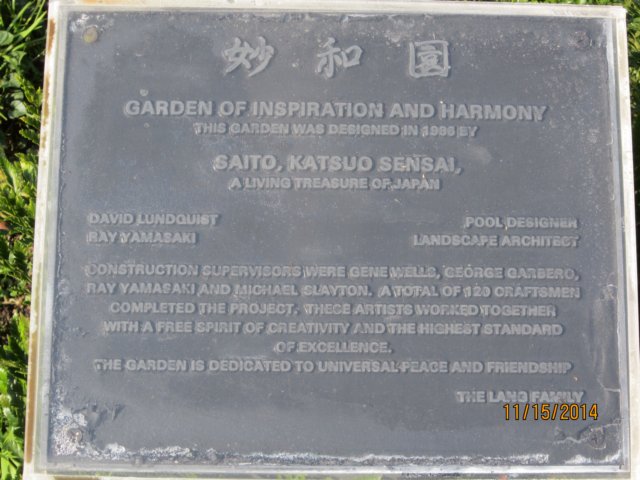 妙和園
GARDEN OF INSPIRATION AND HARMONY
THIS GARDEN WAS DESIGNED IN 1985 BY
SAITO, KATSUO SENSAI,
A LIVING TREASURE OF JAPAN
DAVID LUNDQUIST POOL DESIGNER
RAY YAMASAKI LANDSCAPE ARCHITECT
CONSTRUCTION SUPERVISORS WERE GENE WELLS, GEORGE GARBERO,
RAY YAMASAKI AND MICHAEL SLAYTON. A TOTAL OF 120 CRAFTSMEN
COMPLETED THE PROJECT. THESE ARTISTS WORKED TOGETHER
WITH A FREE SPIRIT OF CREATIVITY AND THE HIGHEST STANDARD
OF EXCELLENCE.
THE GARDEN IS DEDICATED TO UNIVERSAL PEACE AND FRIENDSHIP
THE LANG FAMILY
11/15/2014